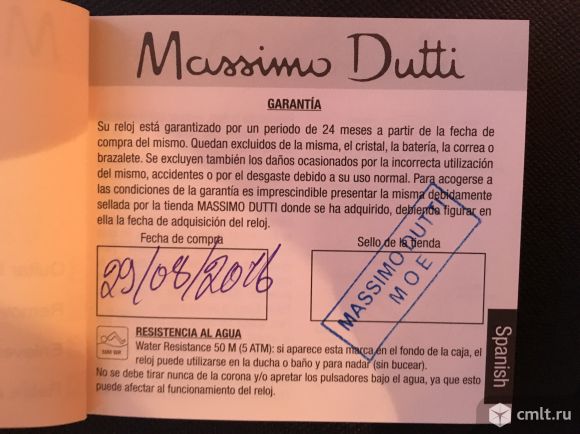 Massimo Dutti
GARANTÍA
Su reloj está garantizado por un periodo de 24 meses a partir de la fecha de
compra del mismo. Quedan excluidos de la misma, el cristal, la batería, la correa o
brazalete. Se excluyen también los daños ocasionados por la incorrecta utilización
del mismo, accidentes o por el desgaste debido a su uso normal. Para acogerse a
las condiciones de la garantía es imprescindible presentar la misma debidamente
sellada por la tienda MASSIMO DUTTI donde se ha adquirido, debiendo figurar en
ella la fecha de adquisición del reloj.
Fecha de compra
Sello de la tienda
29/08/2016
MASSIMO DUTTI
MOE
RESISTENCIA AL AGUA
Water Resistance 50 M (5 ATM): si aparece esta marca en el fondo de la caja, el
reloj puede utilizarse en la ducha o baño y para nadar (sin bucear).
No se debe tirar nunca de la corona y/o apretar los pulsadores bajo el agua, ya que esto
puede afectar al funcionamiento del reloj.
Spanish
cmlt.ru